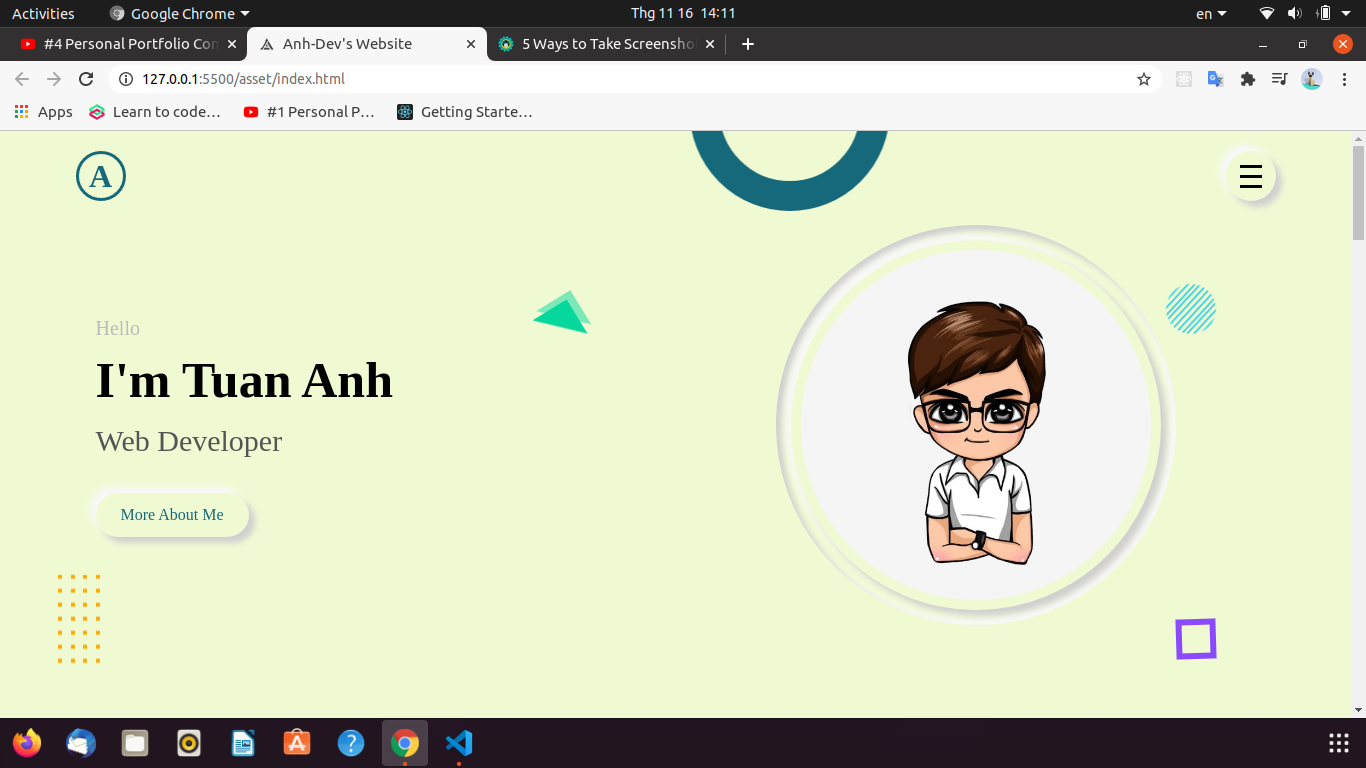 Activities Google Chrome Thg 11 16 14:11 en
#4 Personal Portfolio Con Anh-Dev's Website 5 Ways to Take Screensho
127.0.0.1:5500/asset/index.html
Apps Learn to code… #1 Personal P… Getting Starte…
A
Hello
I'm Tuan Anh
Web Developer
More About Me